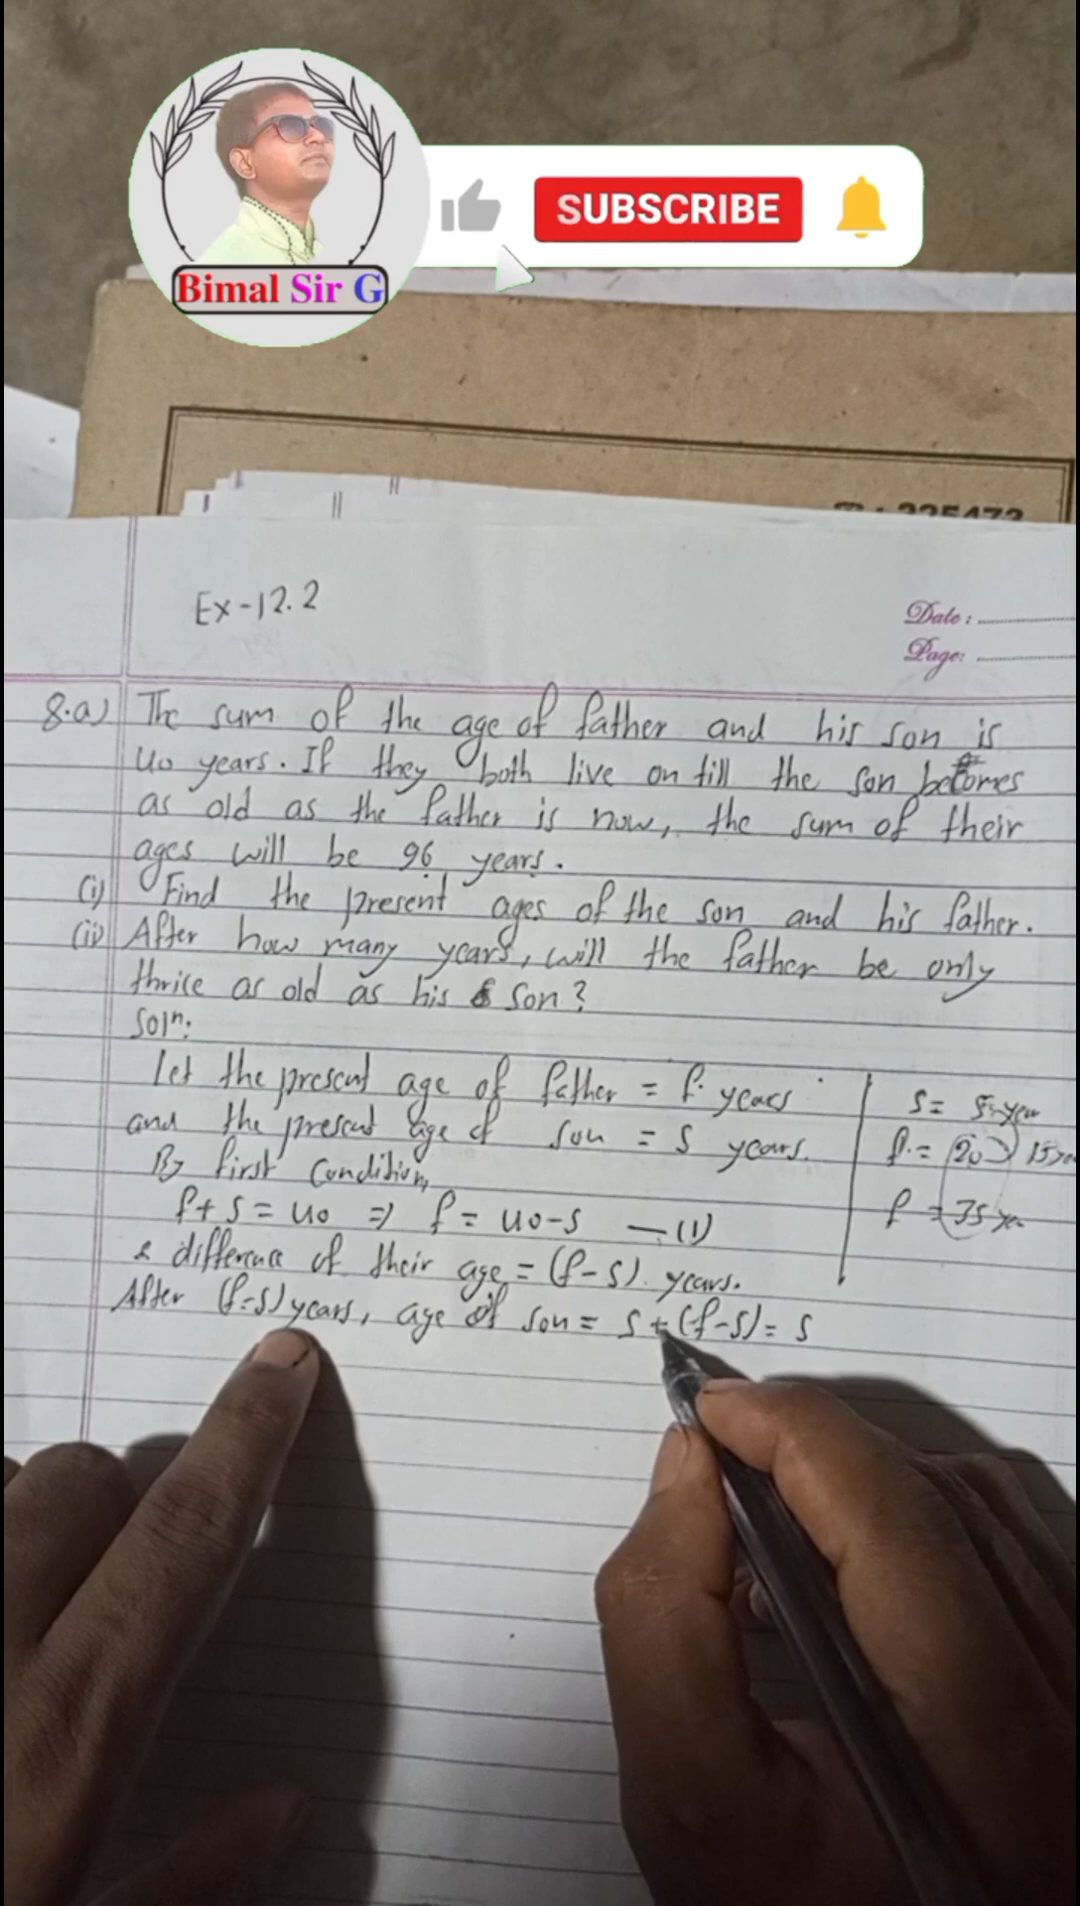 SUBSCRIBE
Bimal Sir G
Ex-12.2
Date:
Page:
8.a) The sum of the age of father and his son is
40 years. If they both live on till the son becomes
as old as the father is now, the sum of their
ages will be 96 years.
(i) Find the present ages of the son and his father.
(ii) After how many years, will the father be only
thrice as old as his son?
Soln:
Let the present age of father = f years
and the present age of son = s years.
By first condition,
f+s = 40 => f = 40-s —(1)
& difference of their age = (f-s) years.
After (f-s) years, age of son = s+(f-s)= s
s= 5 year
f.= 20 15
f = 35